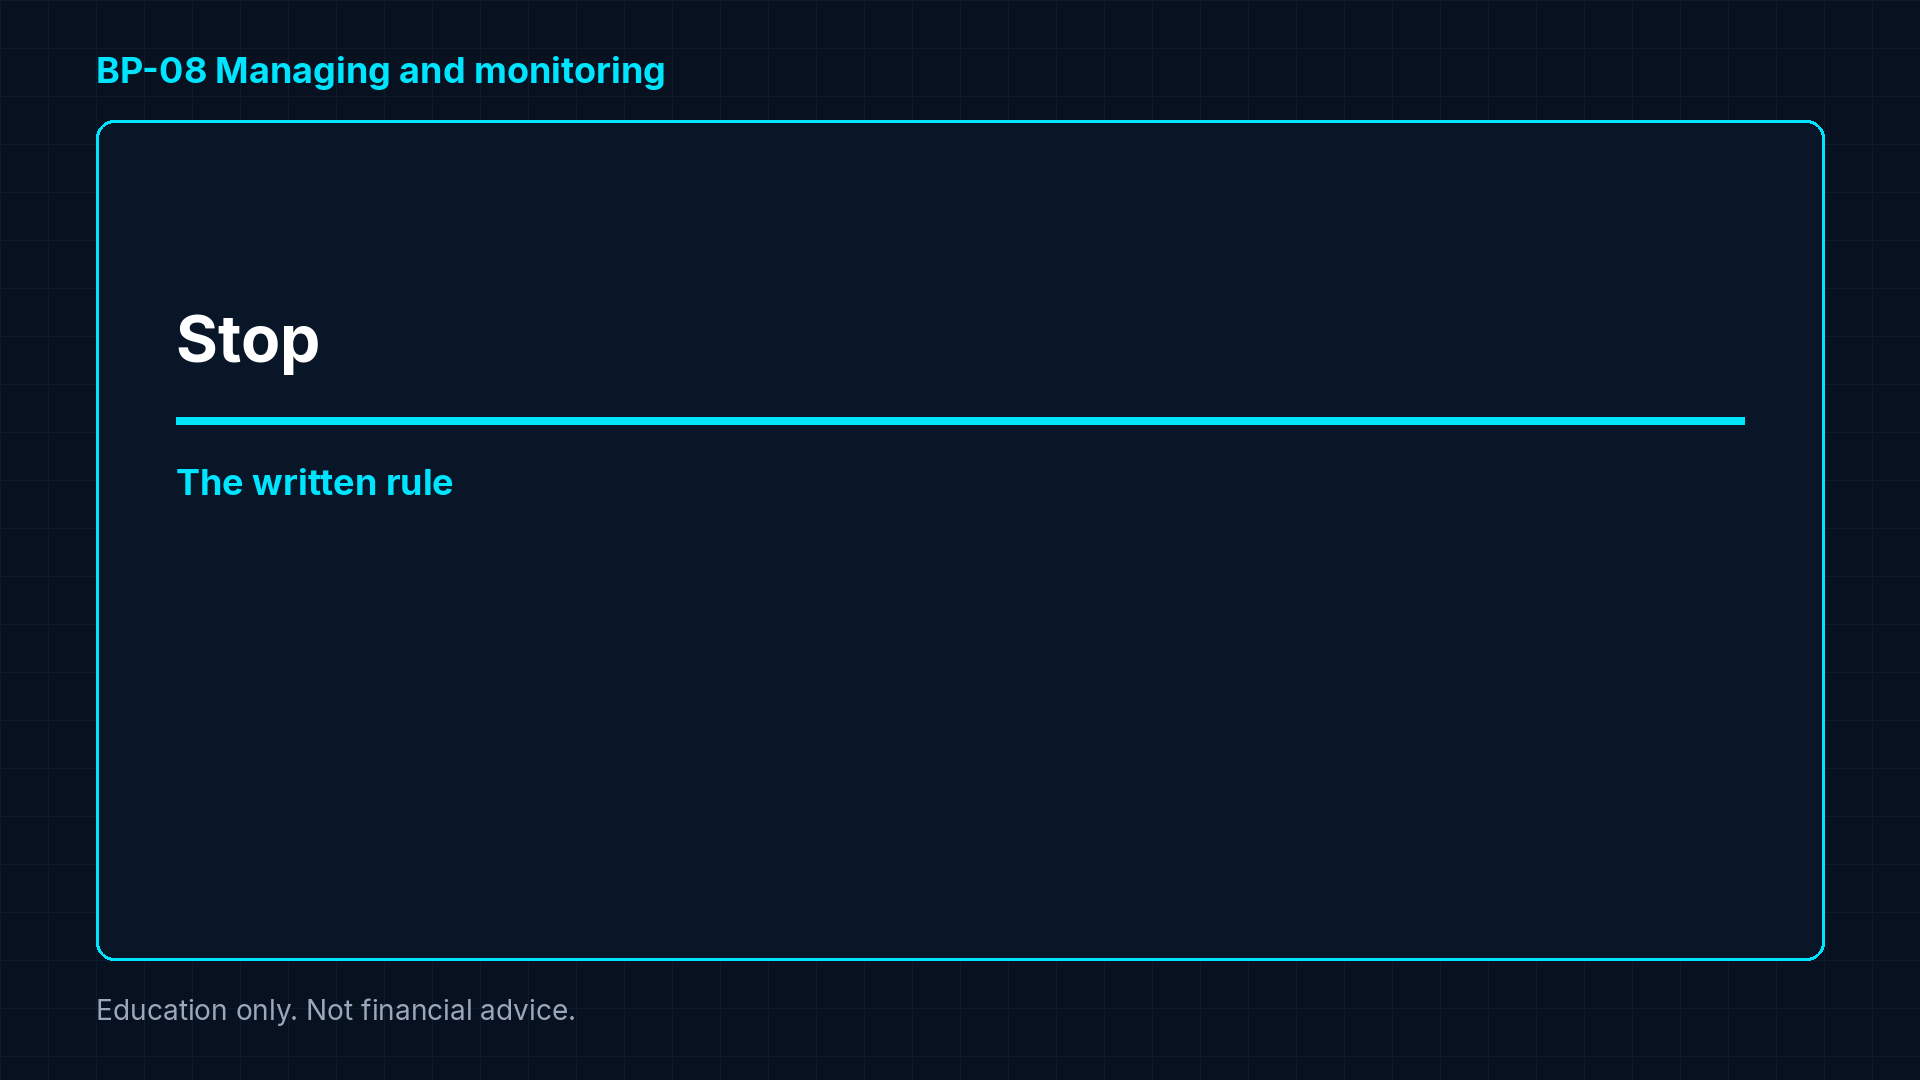 BP-08 Managing and monitoring
Stop
The written rule
Education only. Not financial advice.